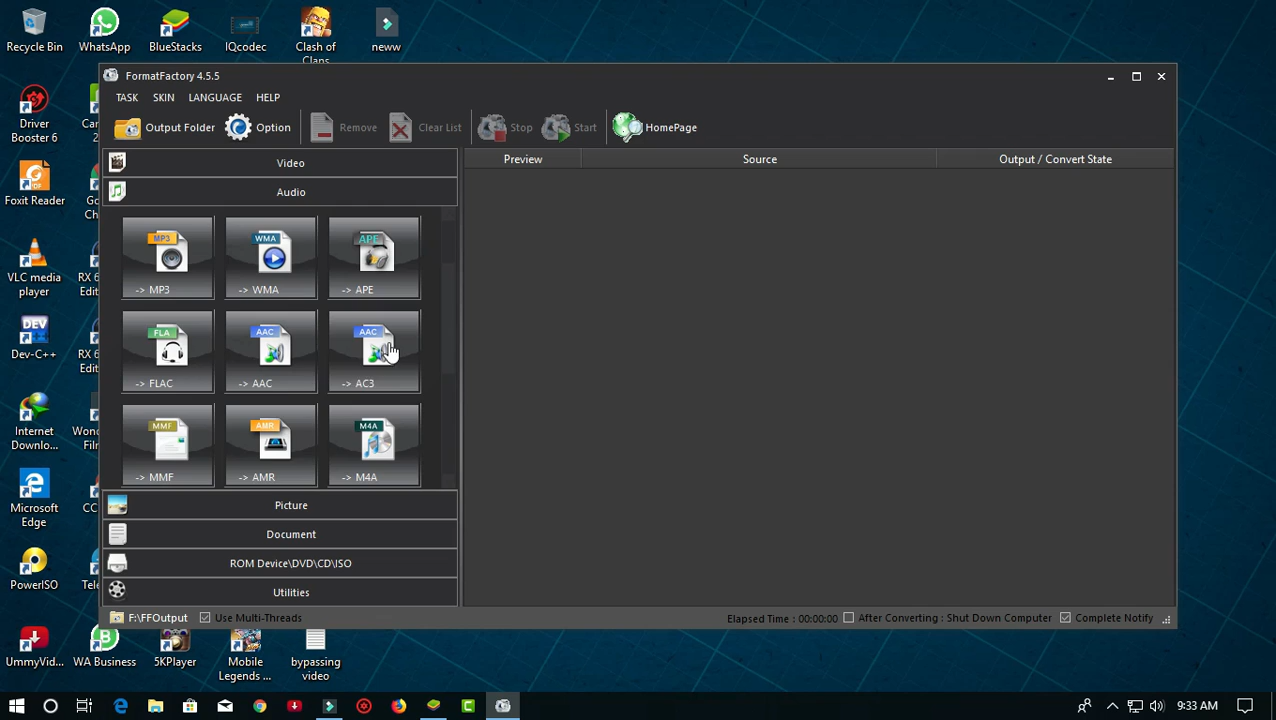 Recycle Bin
WhatsApp
BlueStacks
IQcodec
Clash of
Clans
neww
Driver
Booster 6
Foxit Reader
VLC media
player
DEV
Dev-C++
Internet
Downlo...
Microsoft
Edge
PowerISO
UmmyVid...
WA Business
5KPlayer
Mobile
Legends ...
bypassing
video
FormatFactory 4.5.5
TASK SKIN LANGUAGE HELP
Output Folder Option Remove Clear List Stop Start HomePage
Video
Audio
Preview Source Output / Convert State
MP3 WMA APE
-> MP3 -> WMA -> APE
FLA AAC AAC
-> FLAC -> AAC -> AC3
MMF AMR M4A
-> MMF -> AMR -> M4A
Picture
Document
ROM Device\DVD\CD\ISO
Utilities
F:\FFOutput Use Multi-Threads Elapsed Time : 00:00:00 After Converting : Shut Down Computer Complete Notify
9:33 AM